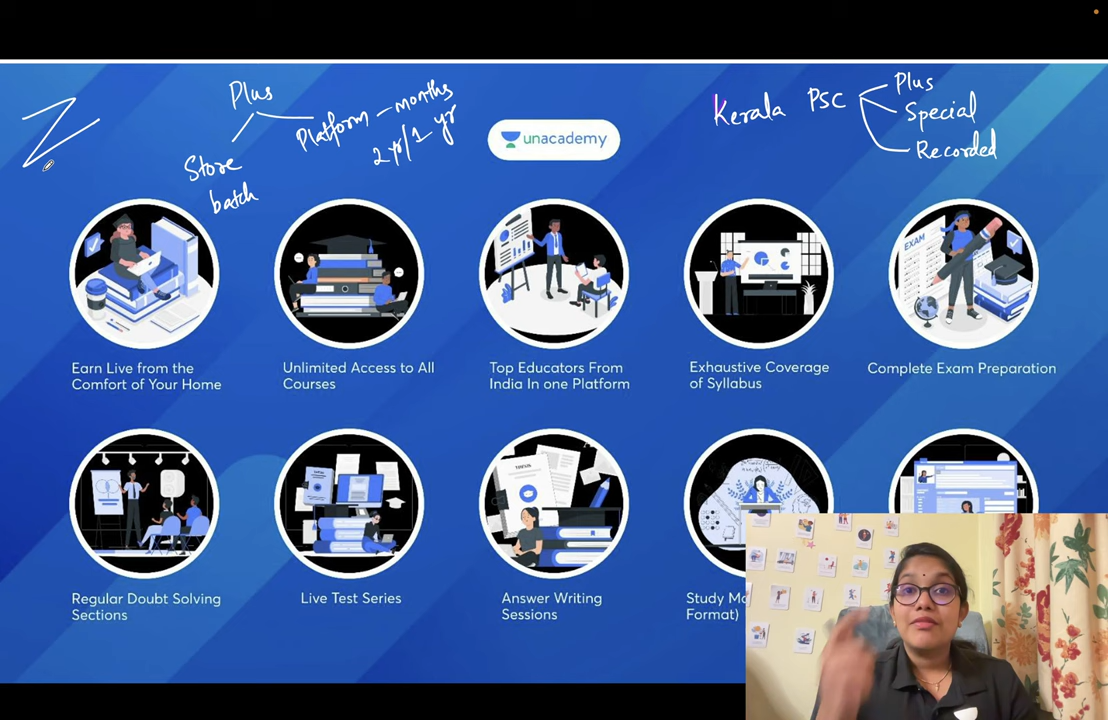 Plus
Store
batch
Platform - months
2 yr/1 yr
unacademy
Kerala PSC
Plus
Special
Recorded
EXAM
Earn Live from the
Comfort of Your Home
Unlimited Access to All
Courses
Top Educators From
India In one Platform
Exhaustive Coverage
of Syllabus
Complete Exam Preparation
Regular Doubt Solving
Sections
Live Test Series
Answer Writing
Sessions
Study
Format)